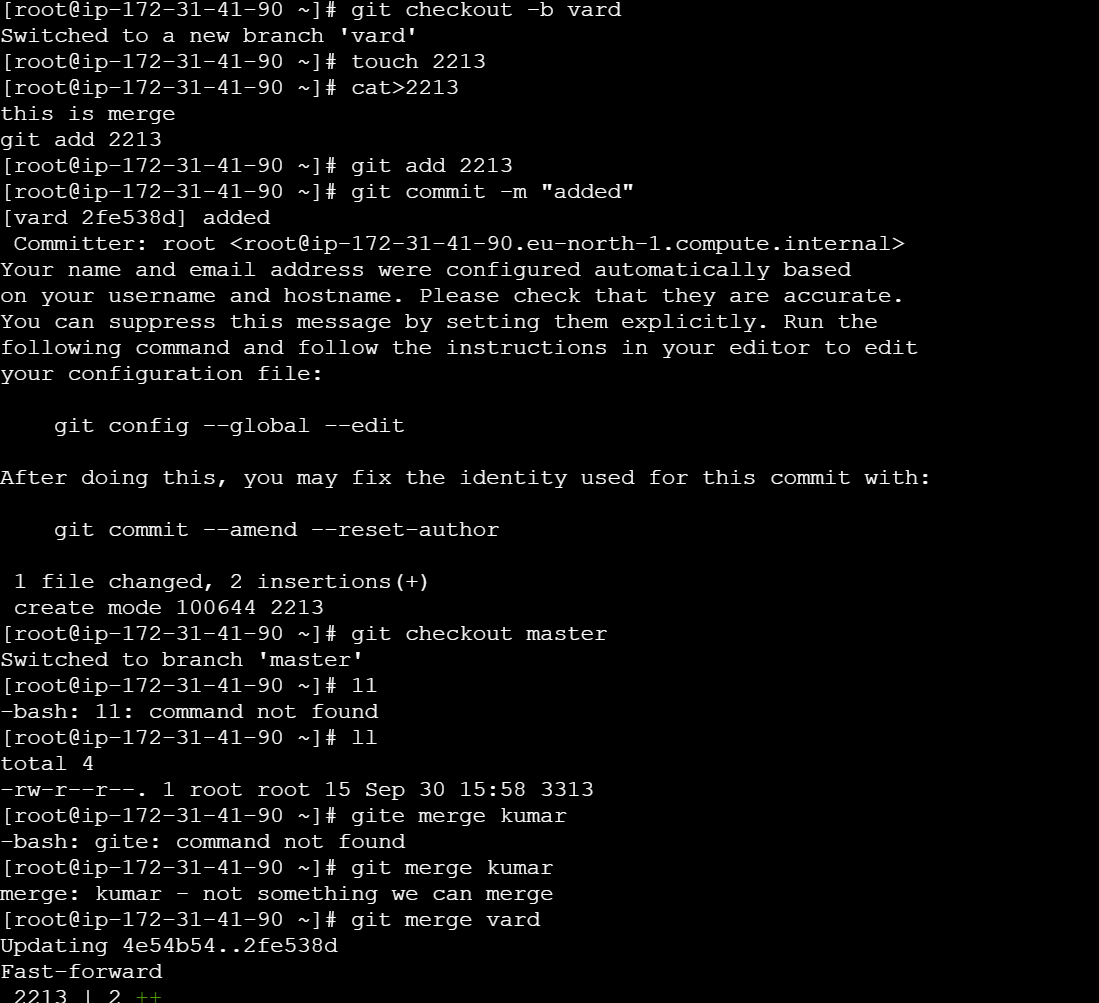 [root@ip-172-31-41-90 ~]# git checkout -b vard
Switched to a new branch 'vard'
[root@ip-172-31-41-90 ~]# touch 2213
[root@ip-172-31-41-90 ~]# cat>2213
this is merge
git add 2213
[root@ip-172-31-41-90 ~]# git add 2213
[root@ip-172-31-41-90 ~]# git commit -m "added"
[vard 2fe538d] added
 Committer: root <root@ip-172-31-41-90.eu-north-1.compute.internal>
Your name and email address were configured automatically based
on your username and hostname. Please check that they are accurate.
You can suppress this message by setting them explicitly. Run the
following command and follow the instructions in your editor to edit
your configuration file:

    git config --global --edit

After doing this, you may fix the identity used for this commit with:

    git commit --amend --reset-author

 1 file changed, 2 insertions(+)
 create mode 100644 2213
[root@ip-172-31-41-90 ~]# git checkout master
Switched to branch 'master'
[root@ip-172-31-41-90 ~]# 11
-bash: 11: command not found
[root@ip-172-31-41-90 ~]# ll
total 4
-rw-r--r--. 1 root root 15 Sep 30 15:58 3313
[root@ip-172-31-41-90 ~]# gite merge kumar
-bash: gite: command not found
[root@ip-172-31-41-90 ~]# git merge kumar
merge: kumar - not something we can merge
[root@ip-172-31-41-90 ~]# git merge vard
Updating 4e54b54..2fe538d
Fast-forward
 2213 | 2 ++